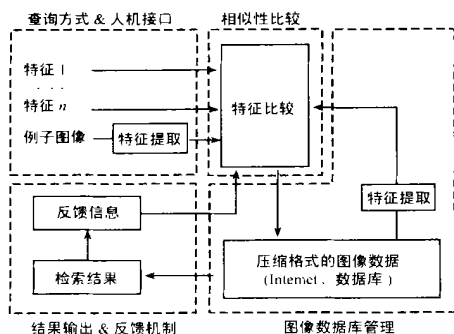 查询方式 & 人机接口
相似性比较
特征 1
· · ·
特征 n
例子图像
特征提取
特征比较
反馈信息
特征提取
检索结果
压缩格式的图像数据
(Internet、数据库)
结果输出 & 反馈机制
图像数据库管理